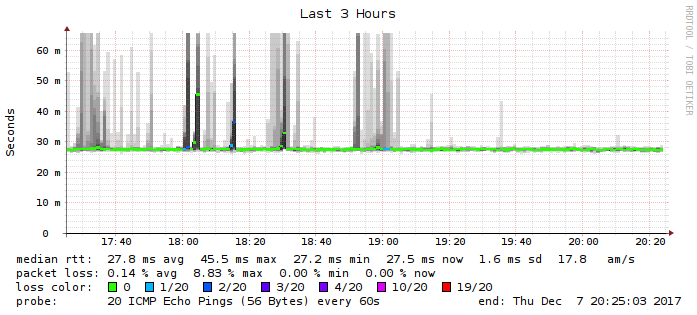 Last 3 Hours
RRDTOOL / TOBI OETIKER
Seconds
60 m
50 m
40 m
30 m
20 m
10 m
0
17:40 18:00 18:20 18:40 19:00 19:20 19:40 20:00 20:20
median rtt: 27.8 ms avg 45.5 ms max 27.2 ms min 27.5 ms now 1.6 ms sd 17.8 am/s
packet loss: 0.14 % avg 8.83 % max 0.00 % min 0.00 % now
loss color: 0 1/20 2/20 3/20 4/20 10/20 19/20
probe: 20 ICMP Echo Pings (56 Bytes) every 60s end: Thu Dec 7 20:25:03 2017